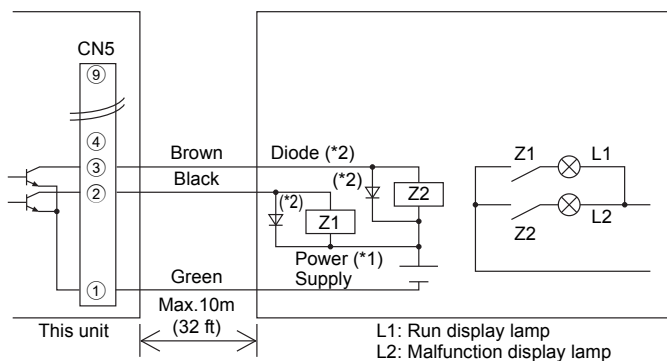 CN5
⑨
④
③
②
①
Brown
Black
Green
Diode (*2)
(*2)
(*2)
Z2
Z1
Power (*1)
Supply
Max.10m
(32 ft)
This unit
Z1
L1
Z2
L2
L1: Run display lamp
L2: Malfunction display lamp